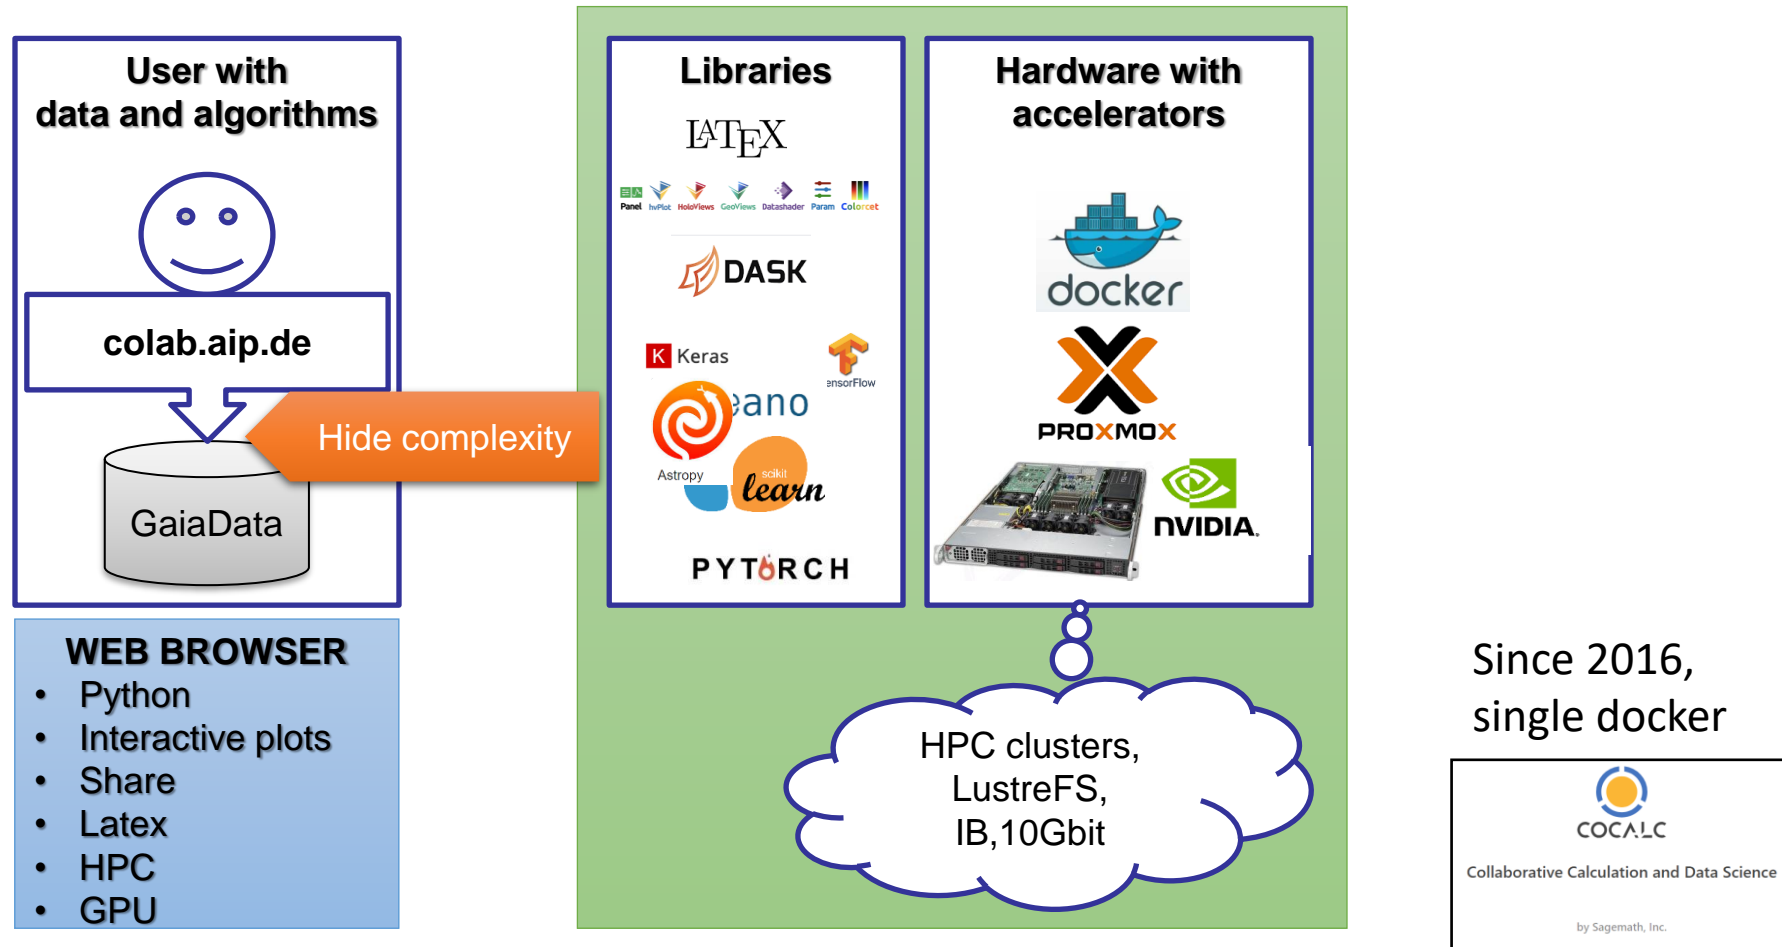 User with
data and algorithms
colab.aip.de
GaiaData
Hide complexity
WEB BROWSER
• Python
• Interactive plots
• Share
• Latex
• HPC
• GPU
Libraries
LATEX
Panel hvPlot HoloViews GeoViews Datashader Param Colorcet
DASK
K Keras
ensorFlow
eano
Astropy
scikit
learn
PYTORCH
Hardware with
accelerators
docker
PROXMOX
NVIDIA.
HPC clusters,
LustreFS,
IB,10Gbit
Since 2016,
single docker
COCALC
Collaborative Calculation and Data Science
by Sagemath, Inc.